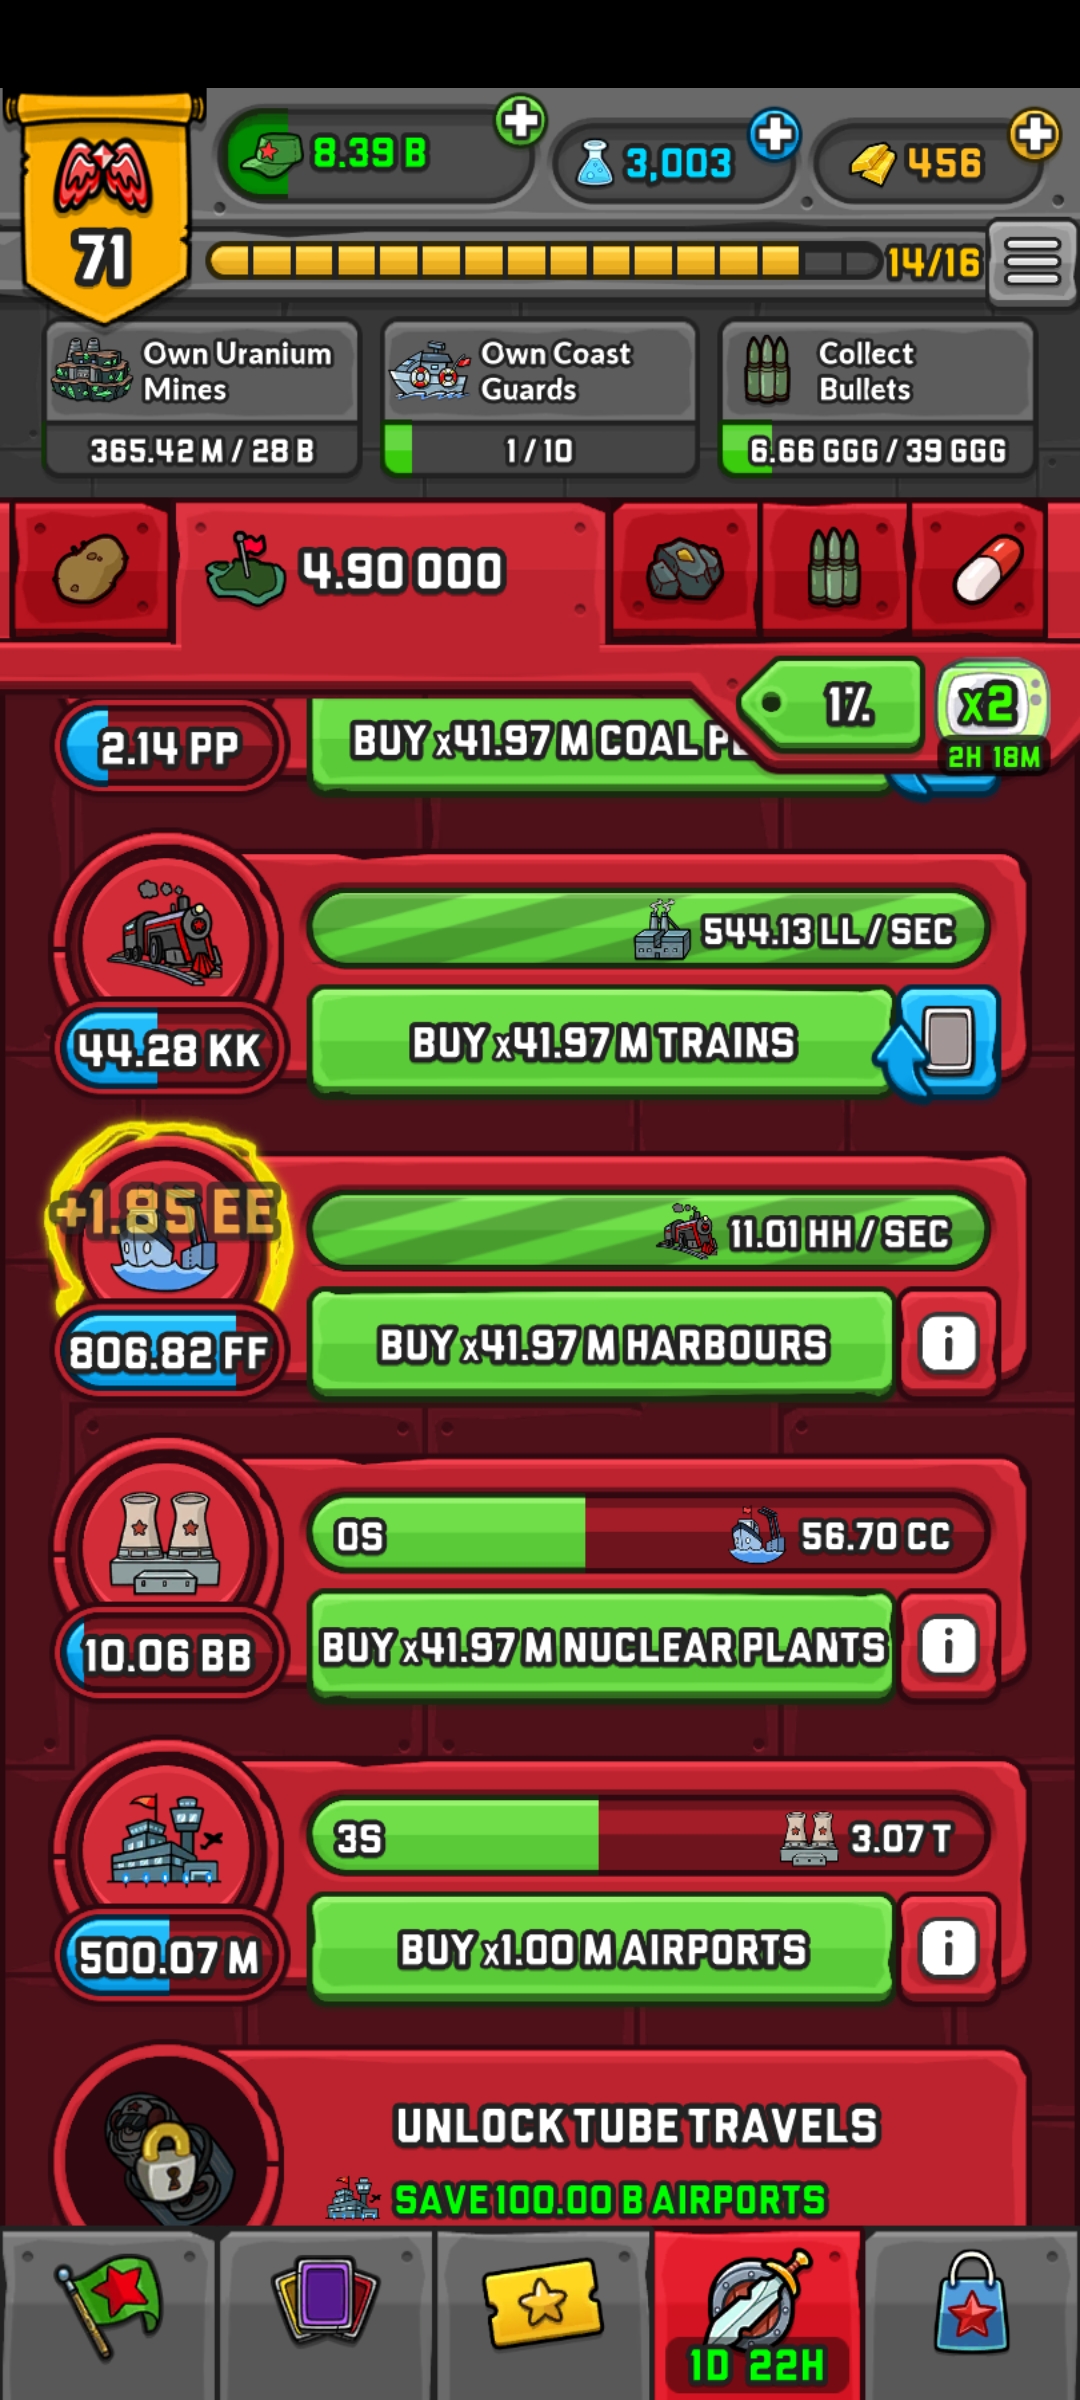 8.39 B
3,003
456
71
14/16
Own Uranium
Mines
365.42 M / 28 B
Own Coast
Guards
1 / 10
Collect
Bullets
6.66 GGG / 39 GGG
4.90 000
1%
x2
2H 18M
2.14 PP
BUY x41.97 M COAL P
544.13 LL / SEC
44.28 KK
BUY x41.97 M TRAINS
+1.85 EE
11.01 HH / SEC
806.82 FF
BUY x41.97 M HARBOURS
i
0S
56.70 CC
10.06 BB
BUY x41.97 M NUCLEAR PLANTS
i
3S
3.07 T
500.07 M
BUY x1.00 M AIRPORTS
i
UNLOCK TUBE TRAVELS
SAVE 100.00 B AIRPORTS
1D 22H